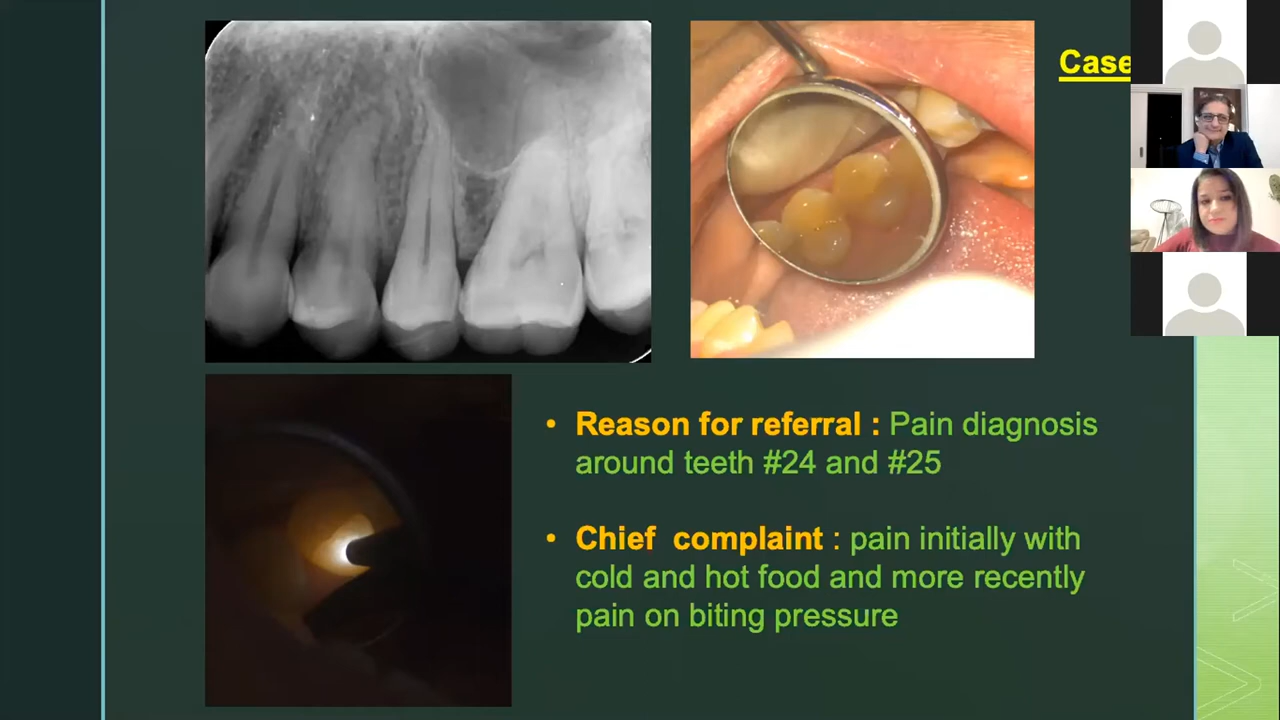 Case
• Reason for referral : Pain diagnosis
around teeth #24 and #25
• Chief complaint : pain initially with
cold and hot food and more recently
pain on biting pressure